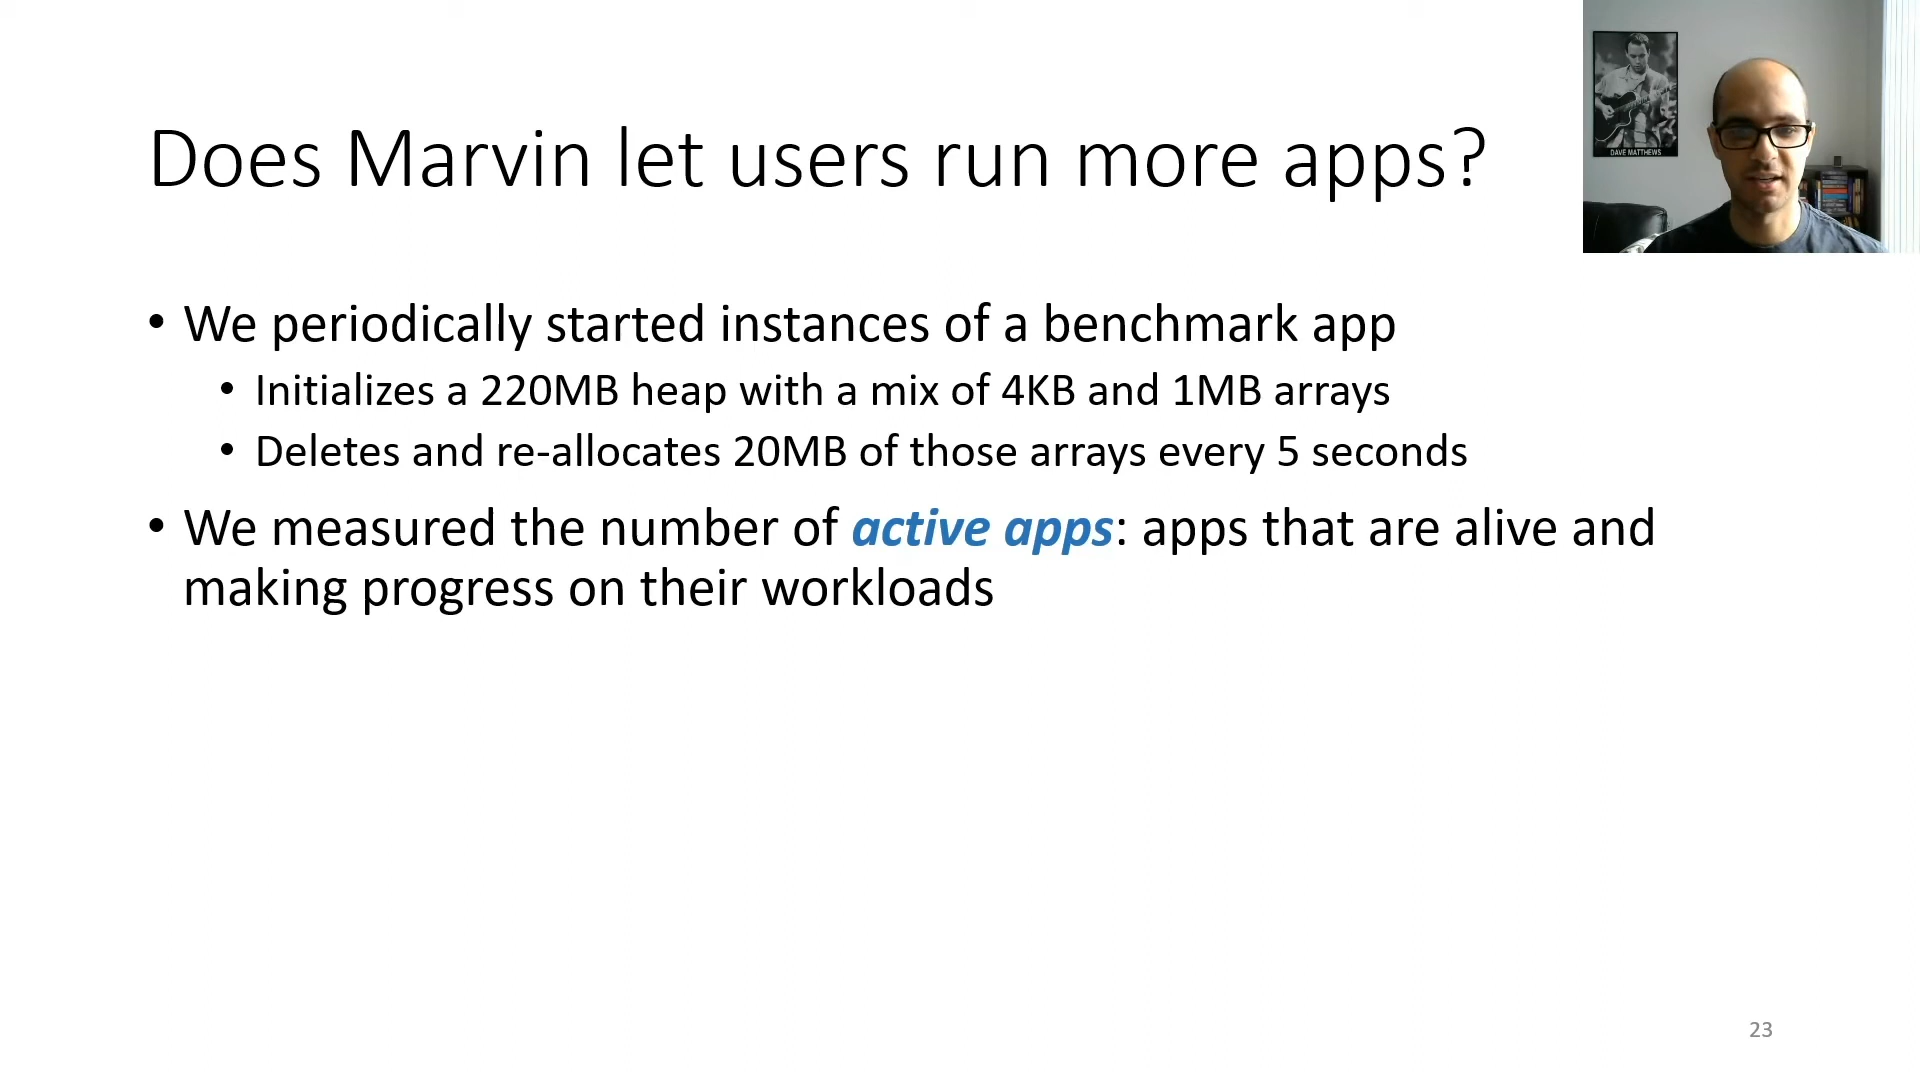 Does Marvin let users run more apps?
DAVE MATTHEWS
• We periodically started instances of a benchmark app
• Initializes a 220MB heap with a mix of 4KB and 1MB arrays
• Deletes and re-allocates 20MB of those arrays every 5 seconds
• We measured the number of active apps: apps that are alive and
making progress on their workloads
23